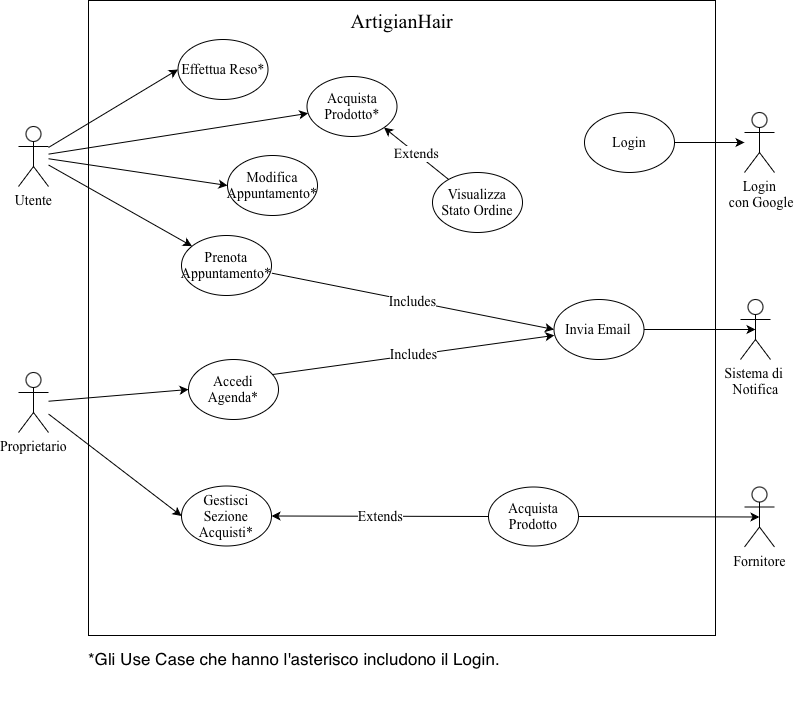 ArtigianHair
Effettua Reso*
Acquista
Prodotto*
Extends
Login
Modifica
Appuntamento*
Visualizza
Stato Ordine
Utente
Login
con Google
Prenota
Appuntamento*
Includes
Invia Email
Includes
Sistema di
Notifica
Accedi
Agenda*
Proprietario
Gestisci
Sezione
Acquisti*
Extends
Acquista
Prodotto
Fornitore
*Gli Use Case che hanno l'asterisco includono il Login.